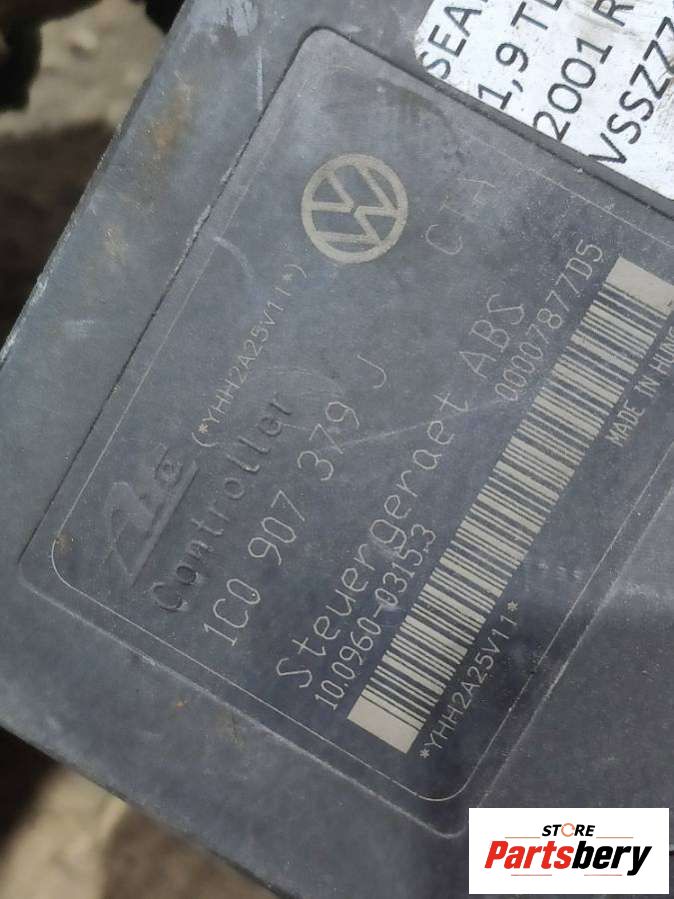 SEA
1,9 T
2001 R
VSSZZZ
(*YHH2A25V11*)
Controller
1C0 907 379 J
Steuergeraet ABS
10.0960-0315.3
00007877D5
*YHH2A25V11*
MADE IN HUN
STORE
Partsbery